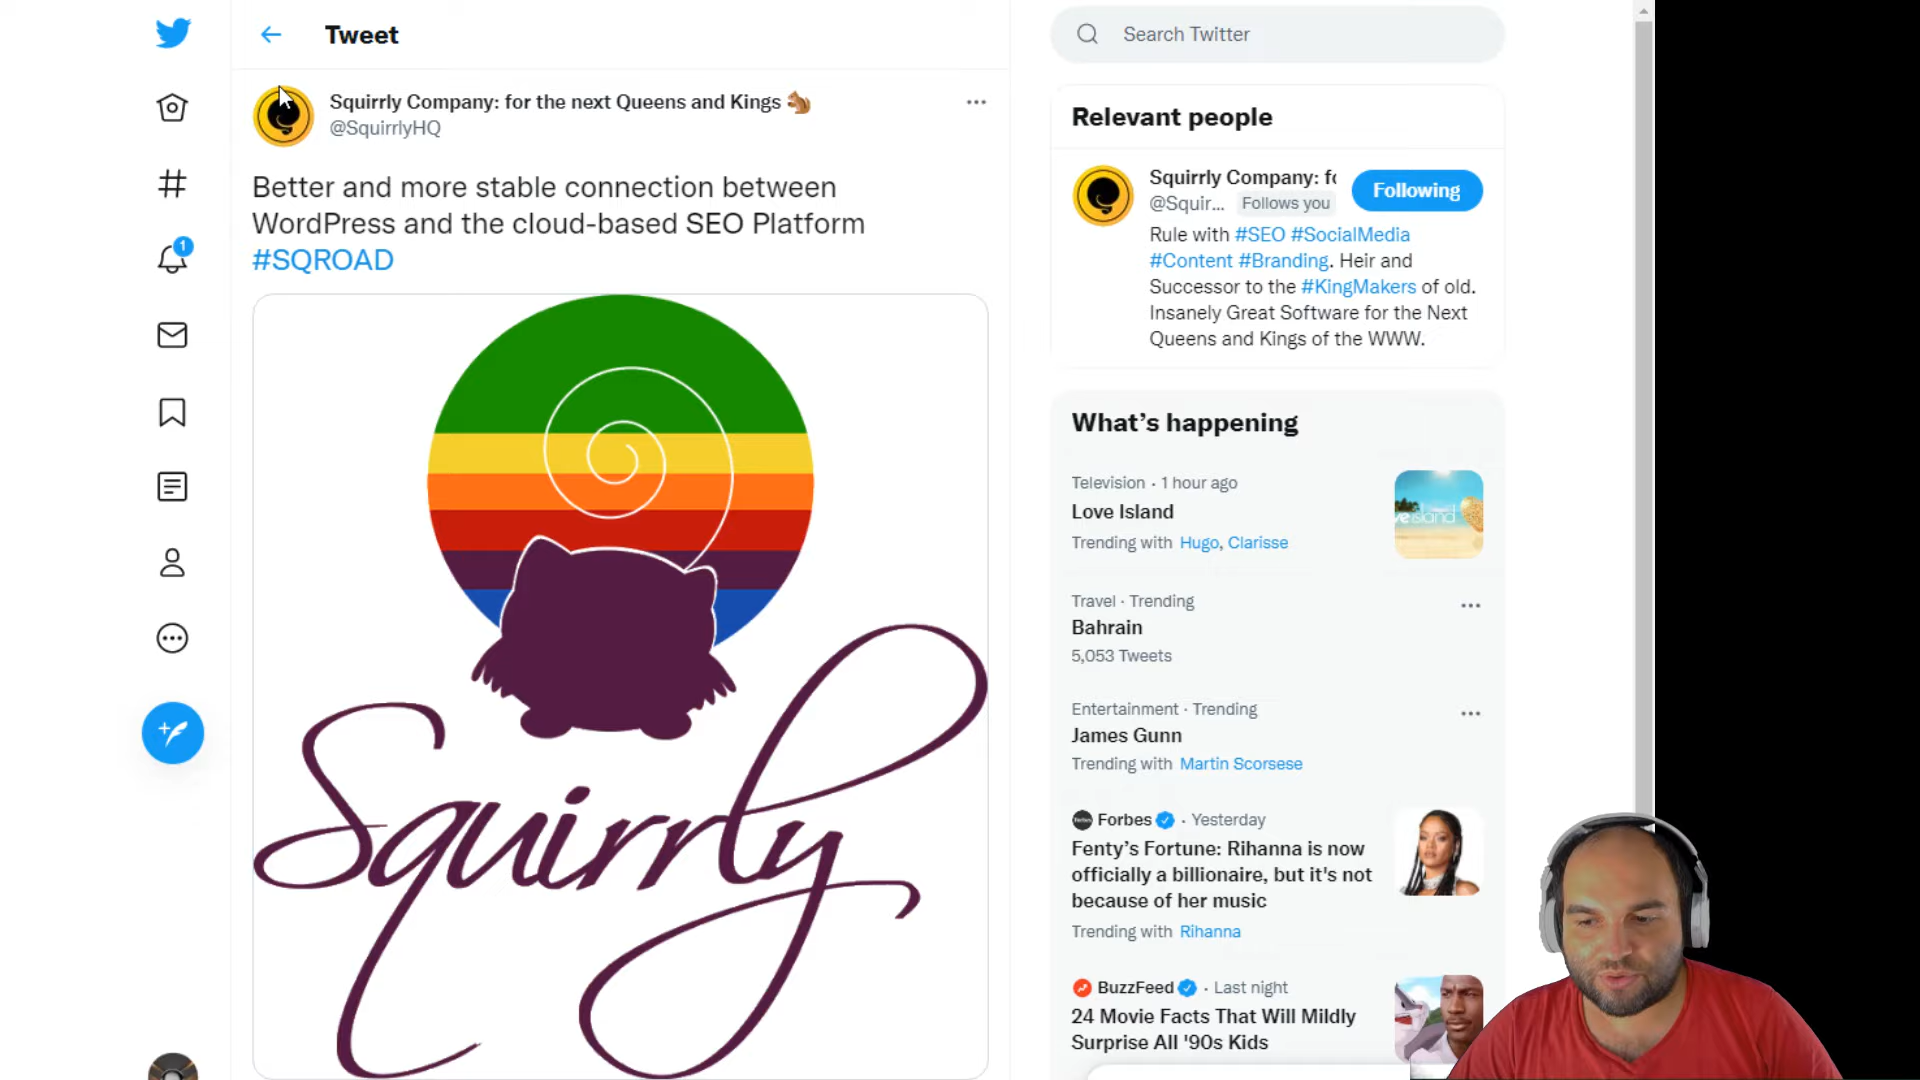 Tweet
Squirrly Company: for the next Queens and Kings
@SquirrlyHQ
Better and more stable connection between
WordPress and the cloud-based SEO Platform
#SQROAD
Squirrly
1
Search Twitter
Relevant people
Squirrly Company: f
@Squir... Follows you
Following
Rule with #SEO #SocialMedia
#Content #Branding. Heir and
Successor to the #KingMakers of old.
Insanely Great Software for the Next
Queens and Kings of the WWW.
What's happening
Television · 1 hour ago
Love Island
Trending with Hugo, Clarisse
ve island
Travel · Trending
Bahrain
5,053 Tweets
Entertainment · Trending
James Gunn
Trending with Martin Scorsese
Forbes · Yesterday
Fenty's Fortune: Rihanna is now
officially a billionaire, but it's not
because of her music
Trending with Rihanna
BuzzFeed · Last night
24 Movie Facts That Will Mildly
Surprise All '90s Kids